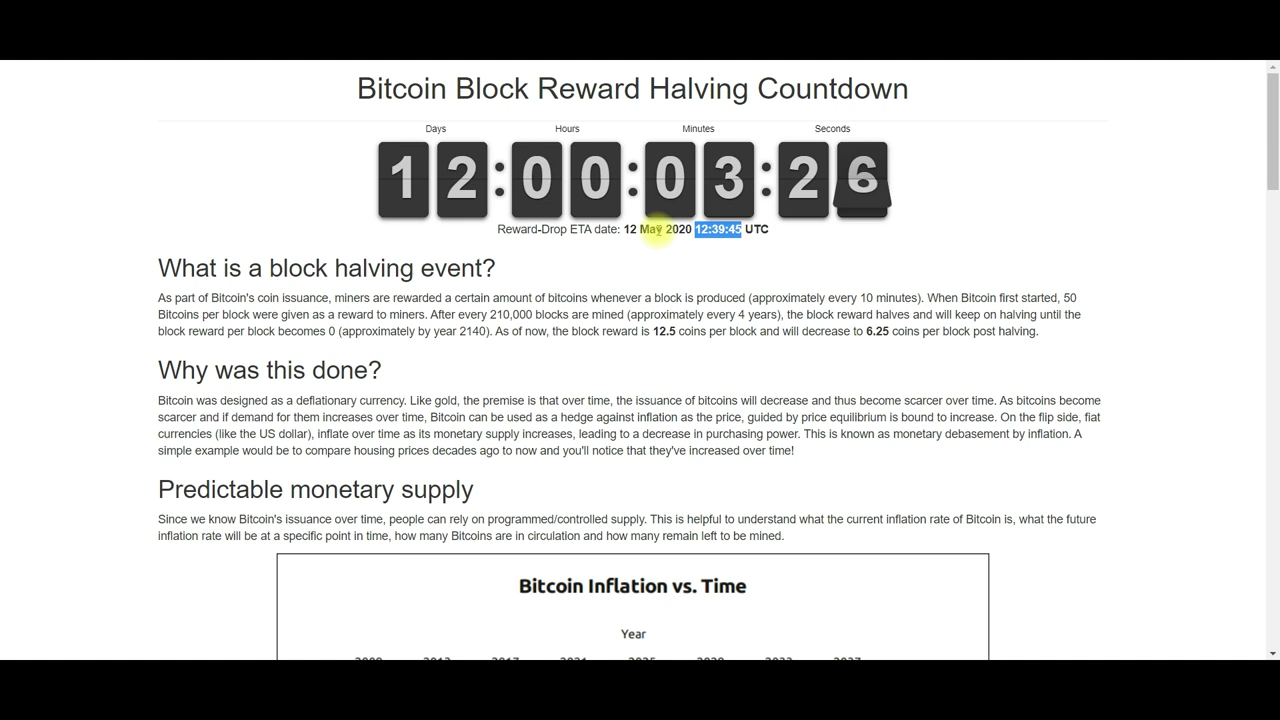 Bitcoin Block Reward Halving Countdown
Days Hours Minutes Seconds
12:00:03:26
Reward-Drop ETA date: 12 May 2020 12:39:45 UTC
What is a block halving event?
As part of Bitcoin's coin issuance, miners are rewarded a certain amount of bitcoins whenever a block is produced (approximately every 10 minutes). When Bitcoin first started, 50
Bitcoins per block were given as a reward to miners. After every 210,000 blocks are mined (approximately every 4 years), the block reward halves and will keep on halving until the
block reward per block becomes 0 (approximately by year 2140). As of now, the block reward is 12.5 coins per block and will decrease to 6.25 coins per block post halving.
Why was this done?
Bitcoin was designed as a deflationary currency. Like gold, the premise is that over time, the issuance of bitcoins will decrease and thus become scarcer over time. As bitcoins become
scarcer and if demand for them increases over time, Bitcoin can be used as a hedge against inflation as the price, guided by price equilibrium is bound to increase. On the flip side, fiat
currencies (like the US dollar), inflate over time as its monetary supply increases, leading to a decrease in purchasing power. This is known as monetary debasement by inflation. A
simple example would be to compare housing prices decades ago to now and you'll notice that they've increased over time!
Predictable monetary supply
Since we know Bitcoin's issuance over time, people can rely on programmed/controlled supply. This is helpful to understand what the current inflation rate of Bitcoin is, what the future
inflation rate will be at a specific point in time, how many Bitcoins are in circulation and how many remain left to be mined.
Bitcoin Inflation vs. Time
Year